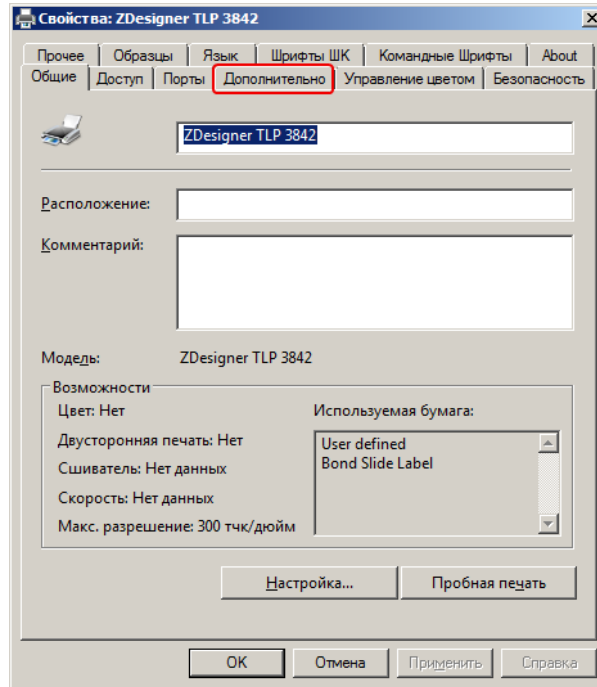 Свойства: ZDesigner TLP 3842
Прочее Образцы Язык Шрифты ШК Командные Шрифты About
Общие Доступ Порты Дополнительно Управление цветом Безопасность
ZDesigner TLP 3842
Расположение:
Комментарий:
Модель: ZDesigner TLP 3842
Возможности
Цвет: Нет Используемая бумага:
Двусторонняя печать: Нет User defined
Сшиватель: Нет данных Bond Slide Label
Скорость: Нет данных
Макс. разрешение: 300 тчк/дюйм
Настройка... Пробная печать
OK Отмена Применить Справка